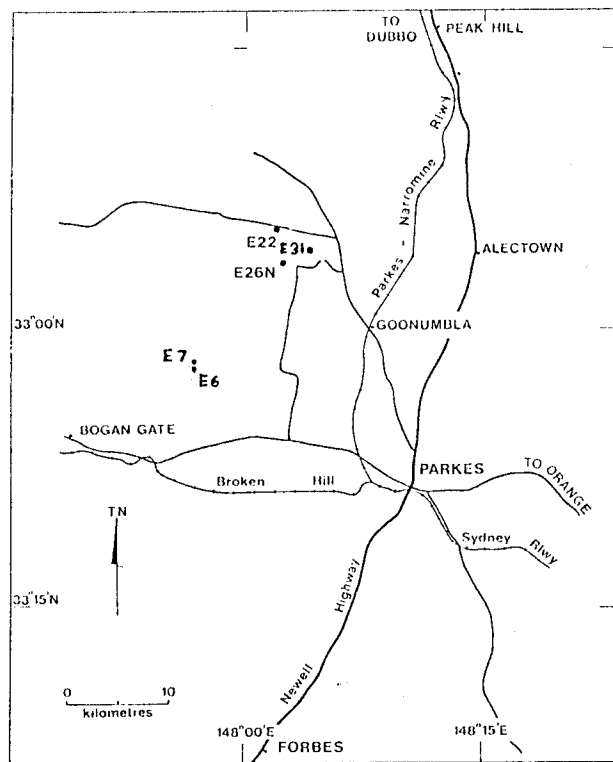 TO
DUBBO
PEAK HILL
Parkes - Narromine Rlwy
E22
E31
E26N
ALECTOWN
33°00'N
GOONUMBLA
E7
E6
BOGAN GATE
PARKES
TO ORANGE
Broken Hill
TN
Sydney Rlwy
33°15'N
Newell Highway
0 10
kilometres
148°00'E
148°15'E
FORBES